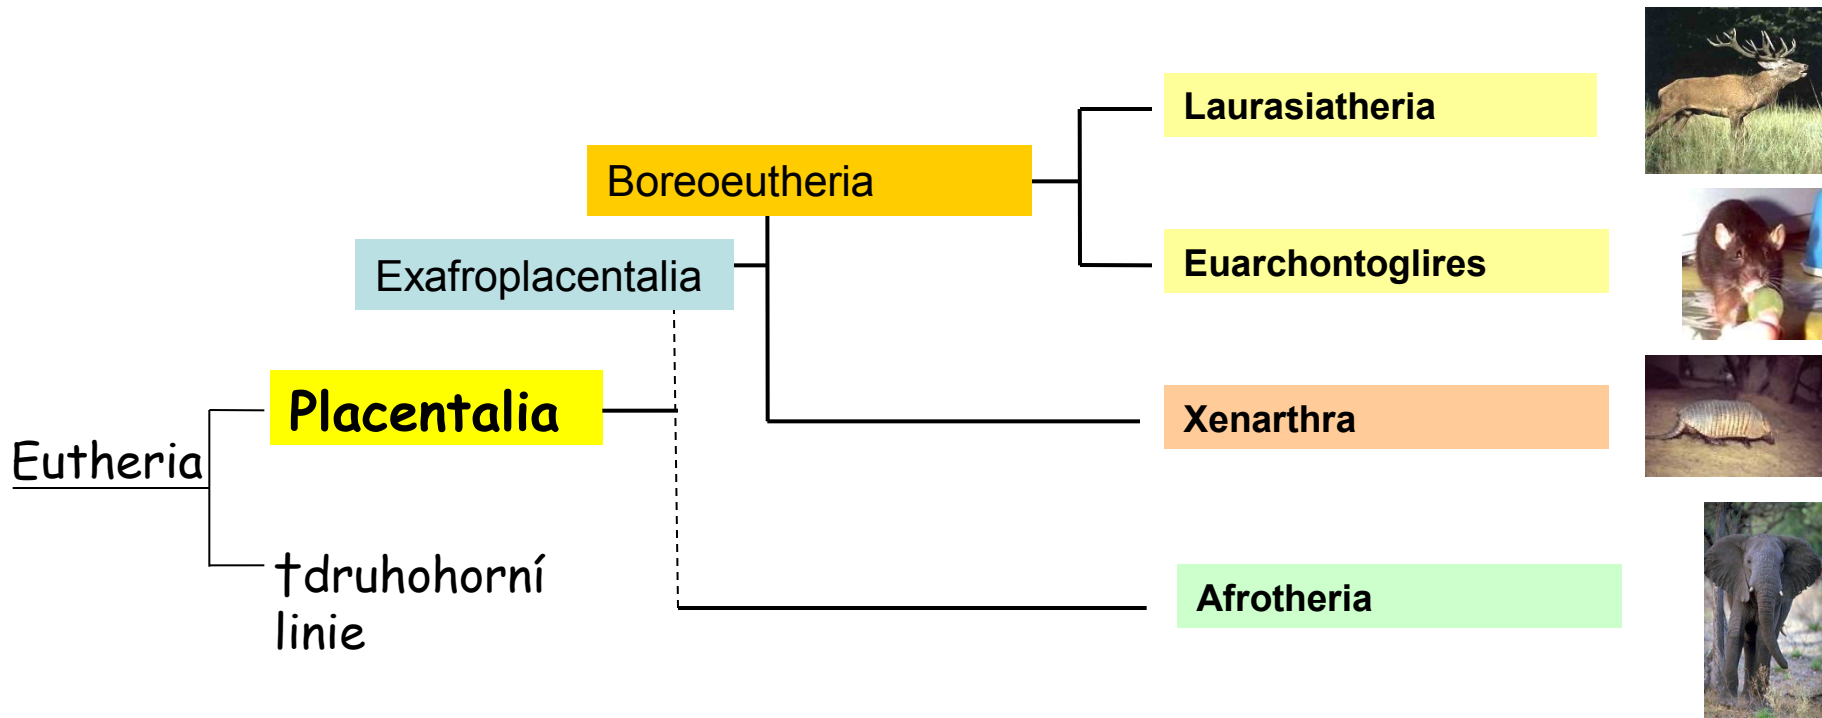 Laurasiatheria
Boreoeutheria
Euarchontoglires
Exafroplacentalia
Placentalia
Xenarthra
Eutheria
†druhohorní
linie
Afrotheria